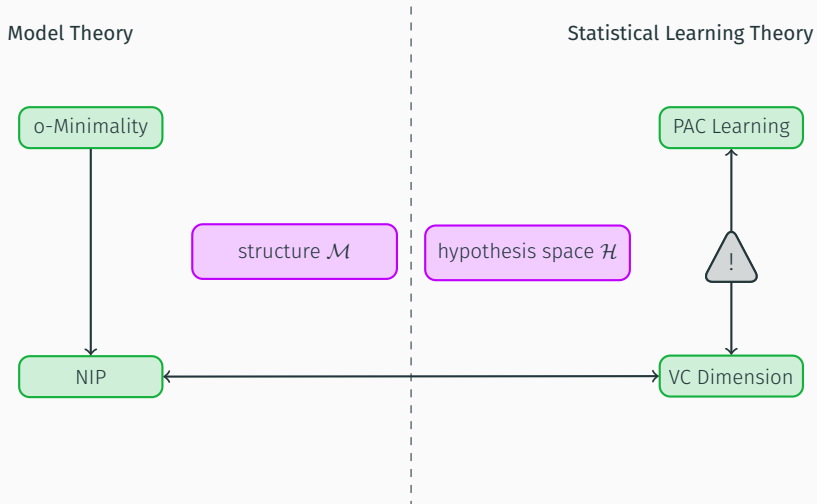 Model Theory
Statistical Learning Theory
o-Minimality
PAC Learning
structure ℳ
hypothesis space ℋ
!
NIP
VC Dimension